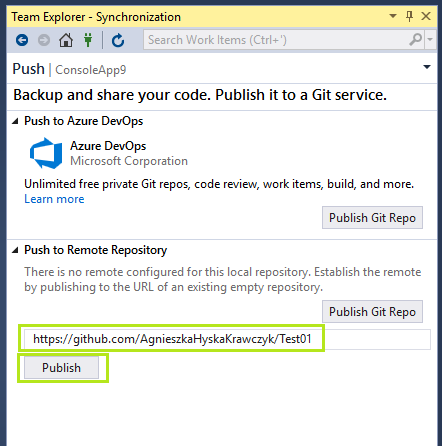 Team Explorer - Synchronization
Search Work Items (Ctrl+')
Push | ConsoleApp9
Backup and share your code. Publish it to a Git service.
Push to Azure DevOps
Azure DevOps
Microsoft Corporation
Unlimited free private Git repos, code review, work items, build, and more.
Learn more
Publish Git Repo
Push to Remote Repository
There is no remote configured for this local repository. Establish the remote
by publishing to the URL of an existing empty repository.
Publish Git Repo
https://github.com/AgnieszkaHyskaKrawczyk/Test01
Publish